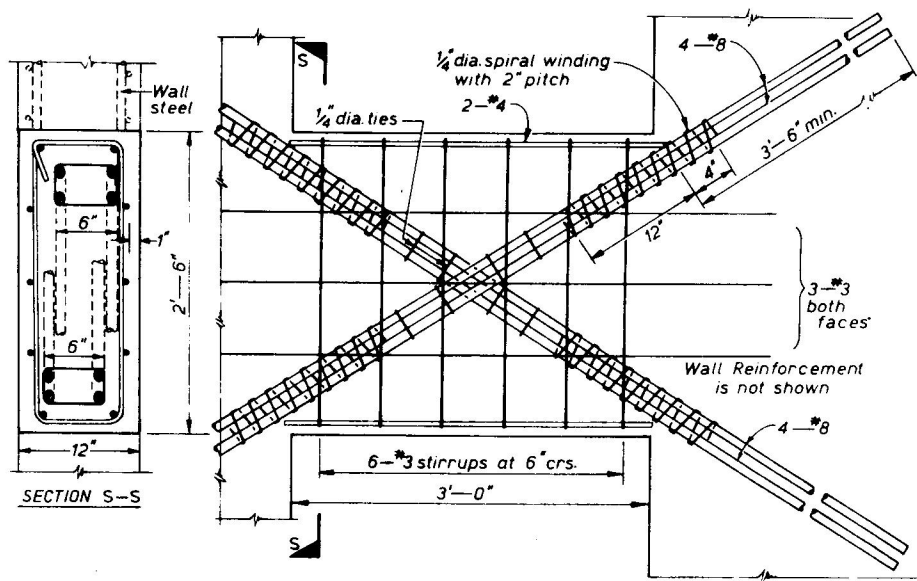 S
1/4" dia. spiral winding
with 2" pitch
4—#8
2—#4
1/4" dia. ties
3'—6" min.
4"
12"
Wall
steel
6"
1"
2'—6"
6"
3—#3
both
faces
Wall Reinforcement
is not shown
4—#8
12"
6—#3 stirrups at 6" crs.
3'—0"
SECTION S—S
S